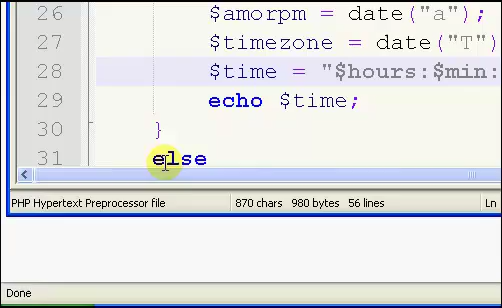 26 $amorpm = date("a");
27 $timezone = date("T")
28 $time = "$hours:$min:
29 echo $time;
30 }
31 else
PHP Hypertext Preprocessor file 870 chars 980 bytes 56 lines Ln
Done